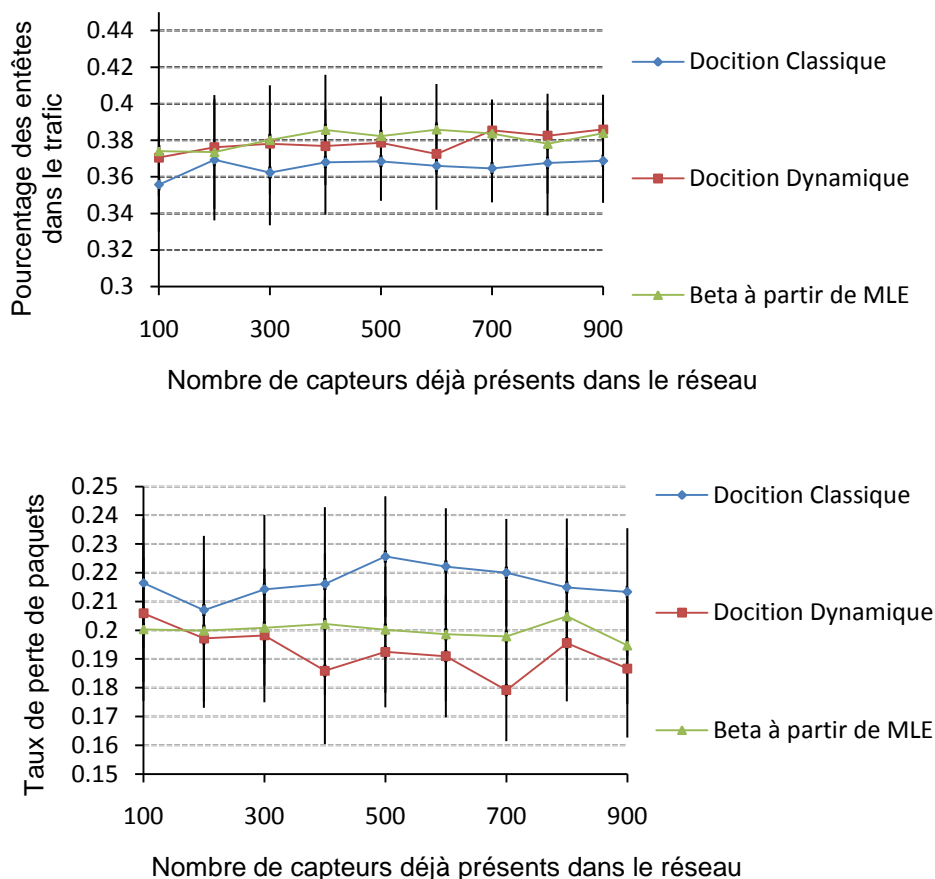 Pourcentage des entêtes
dans le trafic
0.44
0.42
0.4
0.38
0.36
0.34
0.32
0.3
100
300
500
700
900
Nombre de capteurs déjà présents dans le réseau
Docition Classique
Docition Dynamique
Beta à partir de MLE
Taux de perte de paquets
0.25
0.24
0.23
0.22
0.21
0.2
0.19
0.18
0.17
0.16
0.15
100
300
500
700
900
Nombre de capteurs déjà présents dans le réseau
Docition Classique
Docition Dynamique
Beta à partir de MLE